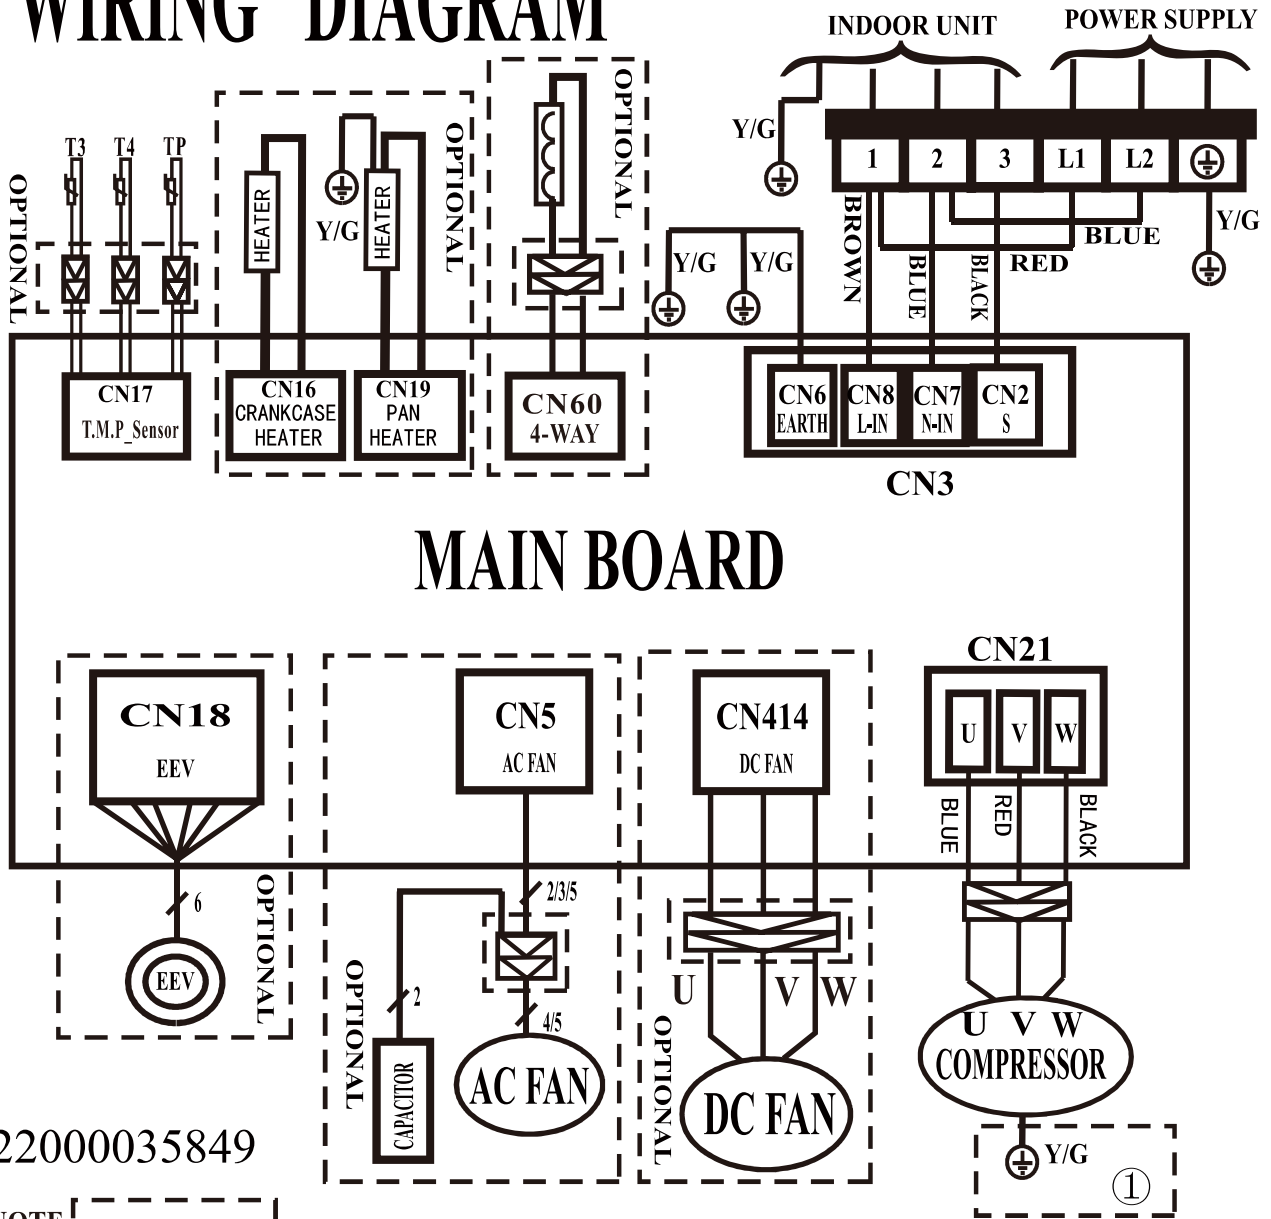 WIRING DIAGRAM
INDOOR UNIT
POWER SUPPLY
OPTIONAL
T3
T4
TP
OPTIONAL
HEATER
Y/G
HEATER
OPTIONAL
Y/G
1
2
3
L1
L2
Y/G
Y/G
Y/G
BROWN
BLUE
BLACK
RED
BLUE
CN17
T.M.P_Sensor
CN16
CRANKCASE
HEATER
CN19
PAN
HEATER
CN60
4-WAY
CN6
EARTH
CN8
L-IN
CN7
N-IN
CN2
S
CN3
MAIN BOARD
CN18
EEV
CN5
AC FAN
CN414
DC FAN
CN21
U
V
W
BLUE
RED
BLACK
6
EEV
OPTIONAL
2/3/5
2
4/5
OPTIONAL
CAPACITOR
AC FAN
U
V
W
OPTIONAL
DC FAN
U V W
COMPRESSOR
Y/G
①
22000035849
NOTE